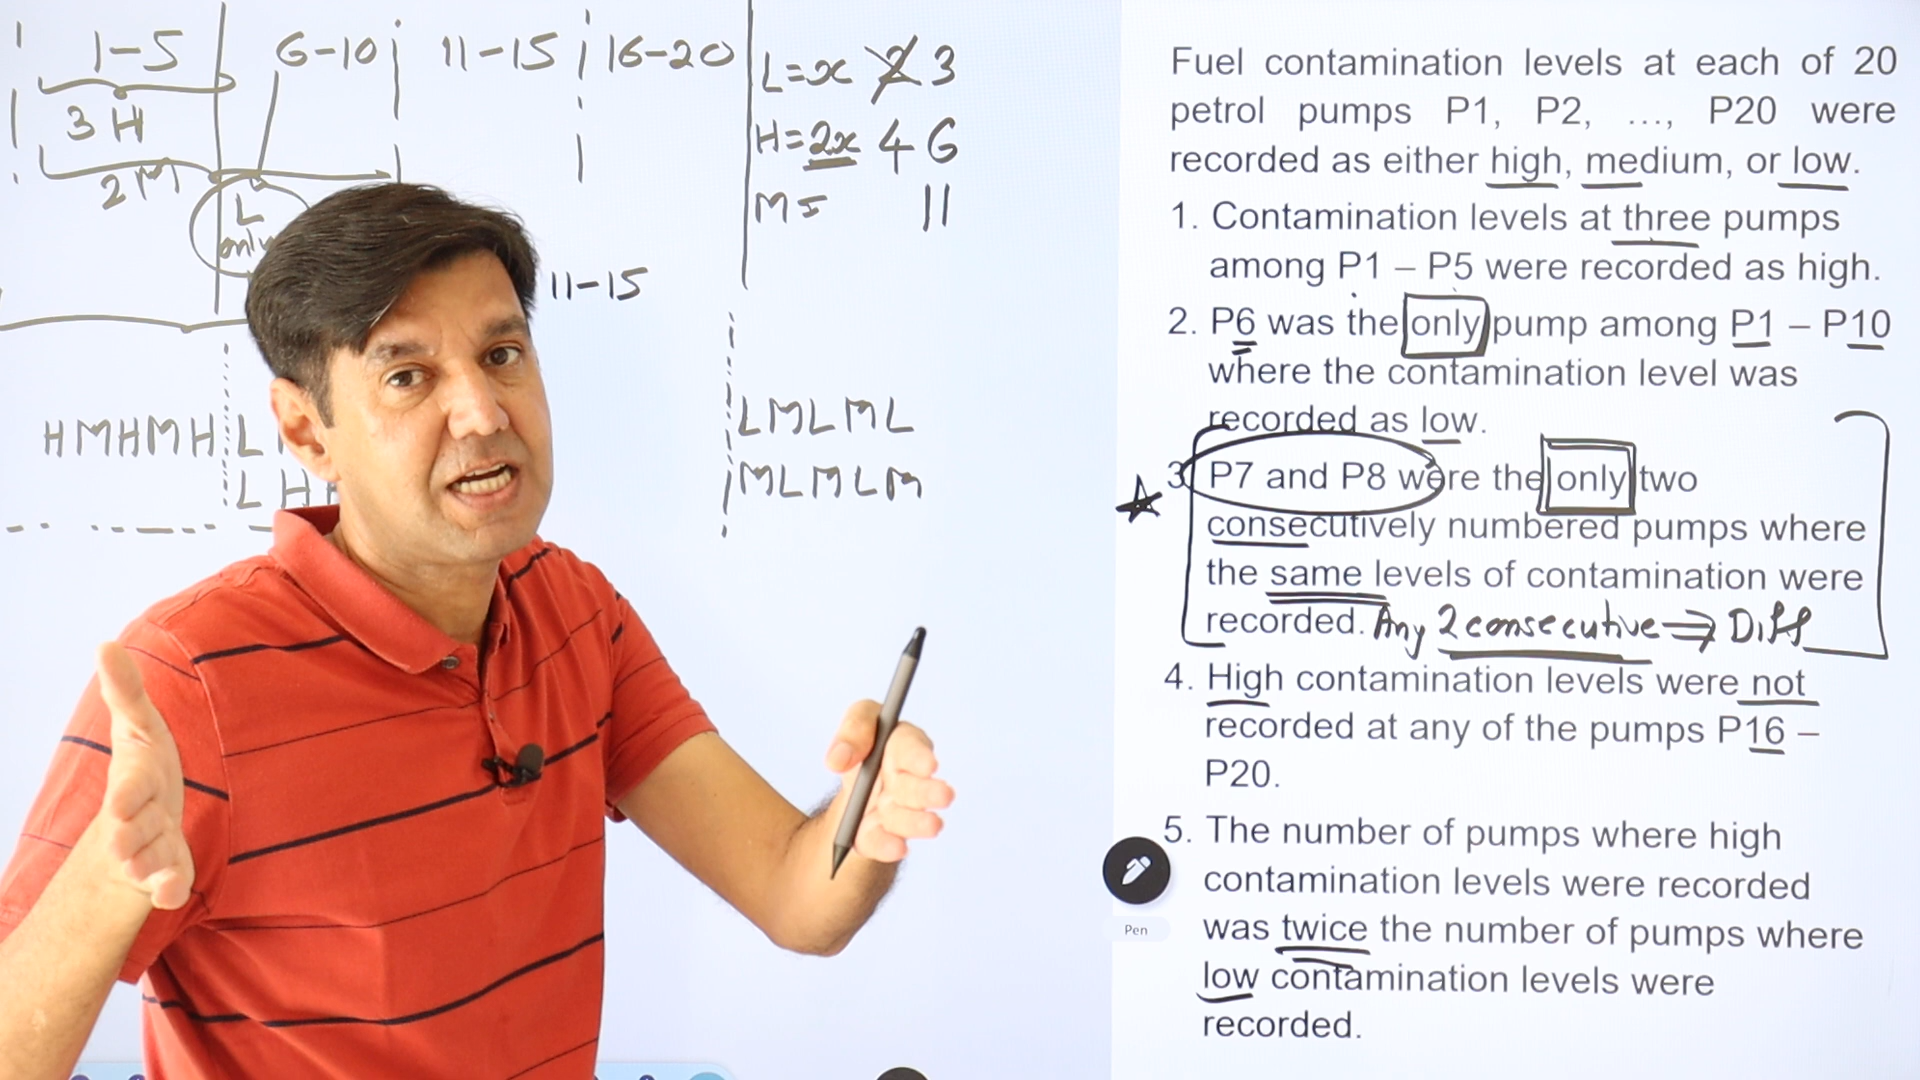 1-5
6-10
11-15
16-20
L=x 2 3
H=2x 4 6
M= 11
3 H
2 M
L
only
11-15
HMHMH L
L H
LMLML
MLMLM
Fuel contamination levels at each of 20
petrol pumps P1, P2, ..., P20 were
recorded as either high, medium, or low.
1. Contamination levels at three pumps
among P1 – P5 were recorded as high.
2. P6 was the only pump among P1 – P10
where the contamination level was
recorded as low.
3. P7 and P8 were the only two
consecutively numbered pumps where
the same levels of contamination were
recorded. Any 2 consecutive ⇒ Diff
4. High contamination levels were not
recorded at any of the pumps P16 –
P20.
5. The number of pumps where high
contamination levels were recorded
was twice the number of pumps where
low contamination levels were
recorded.
Pen